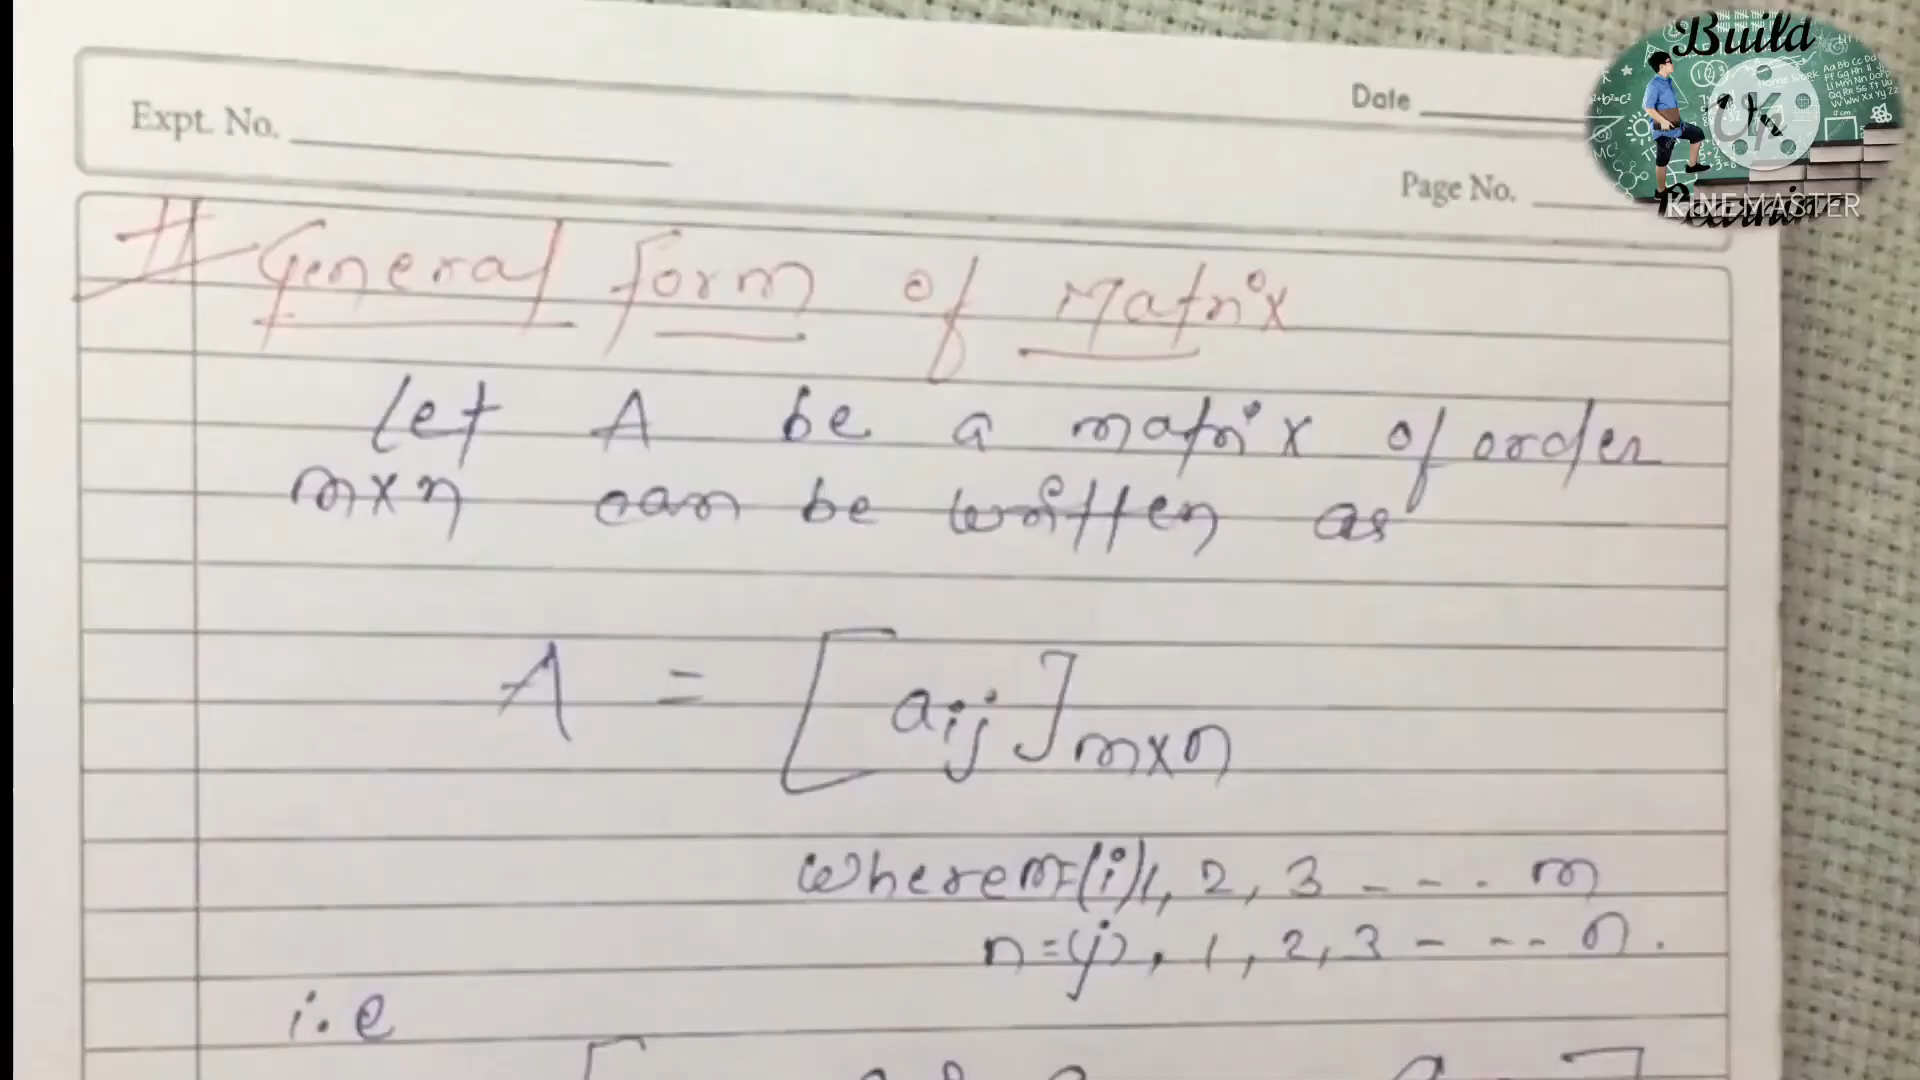 Build
KINEMASTER
Date
Expt. No.
Page No.
# General form of Matrix
Let A be a matrix of order
m×n can be written as
A = [aij]m×n
where m=(i)1, 2, 3 - - - m
n=(j), 1, 2, 3 - - - n.
i.e